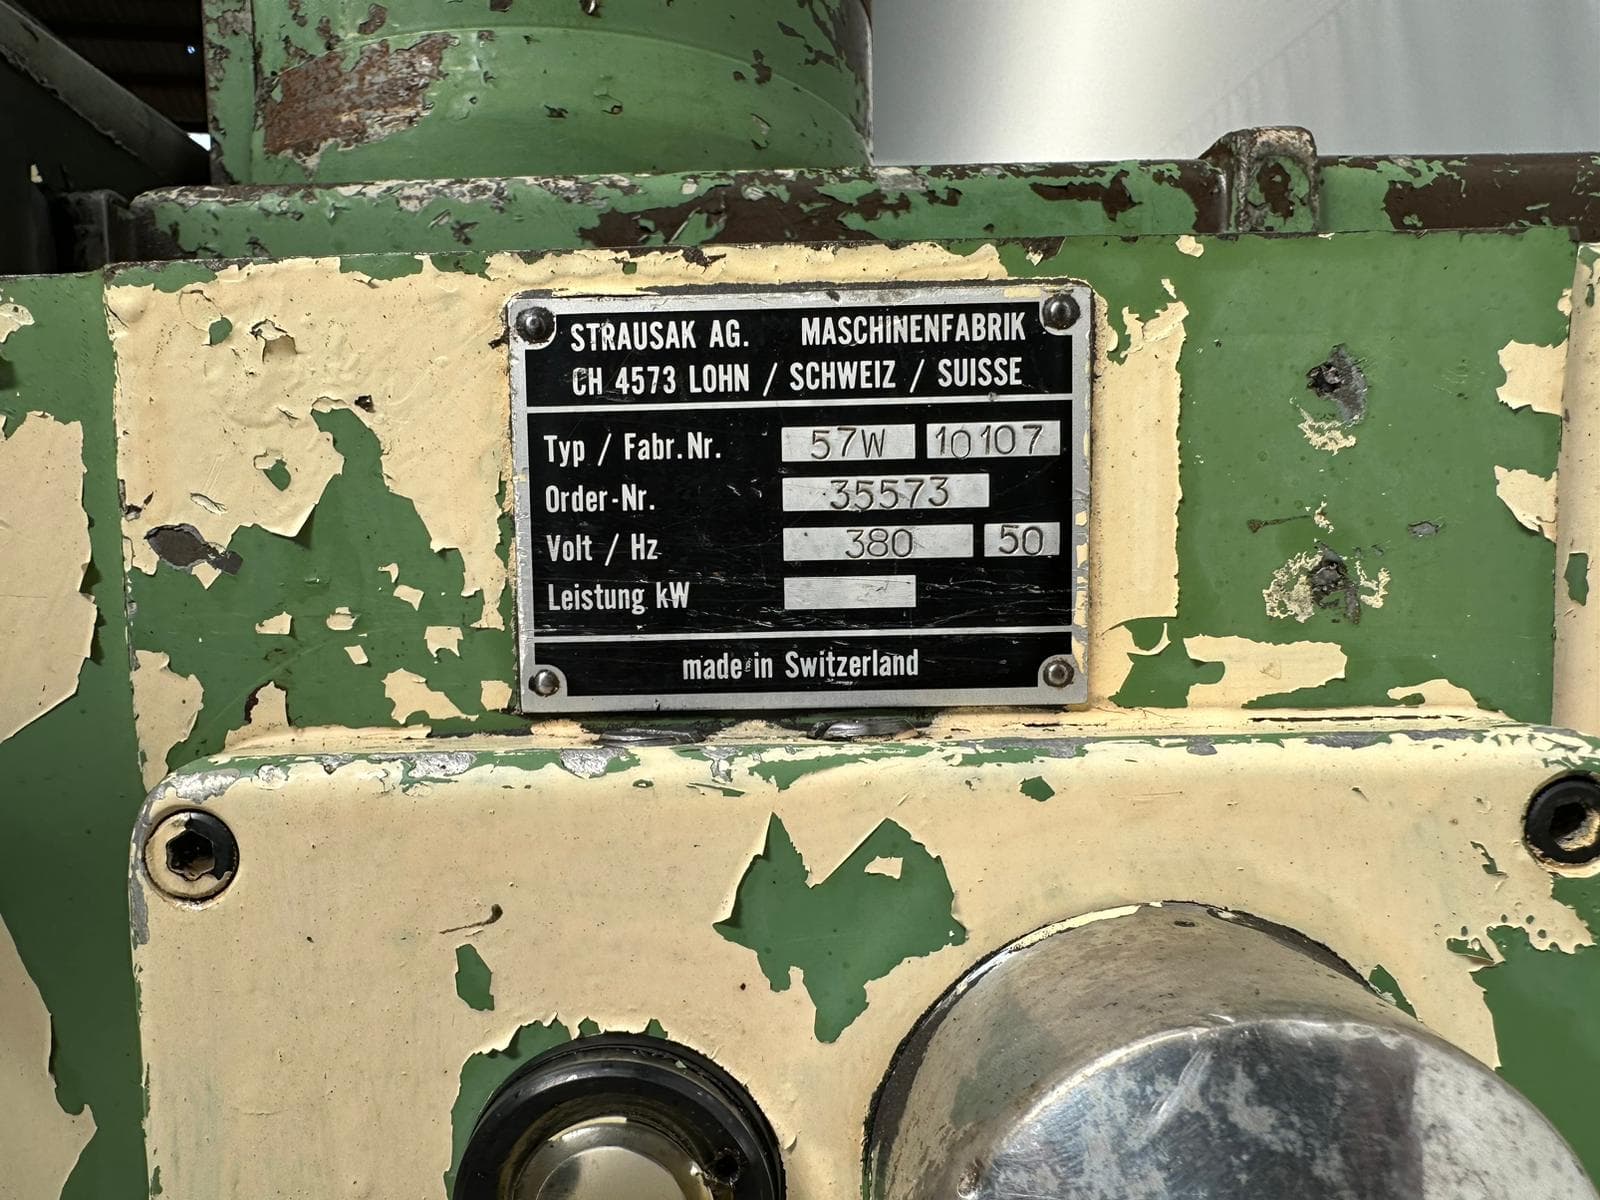 STRAUSAK AG. MASCHINENFABRIK
CH 4573 LOHN / SCHWEIZ / SUISSE
Typ / Fabr.Nr. 57W 10107
Order-Nr. 35573
Volt / Hz 380 50
Leistung kW
made in Switzerland